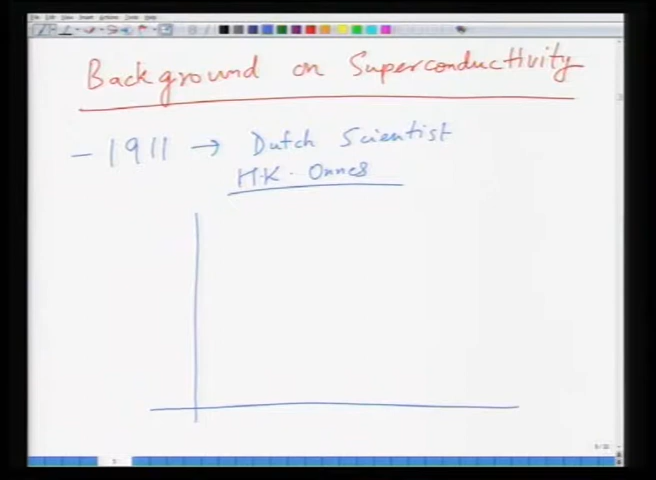 Background on Superconductivity
- 1911 → Dutch Scientist
H.K. Onnes